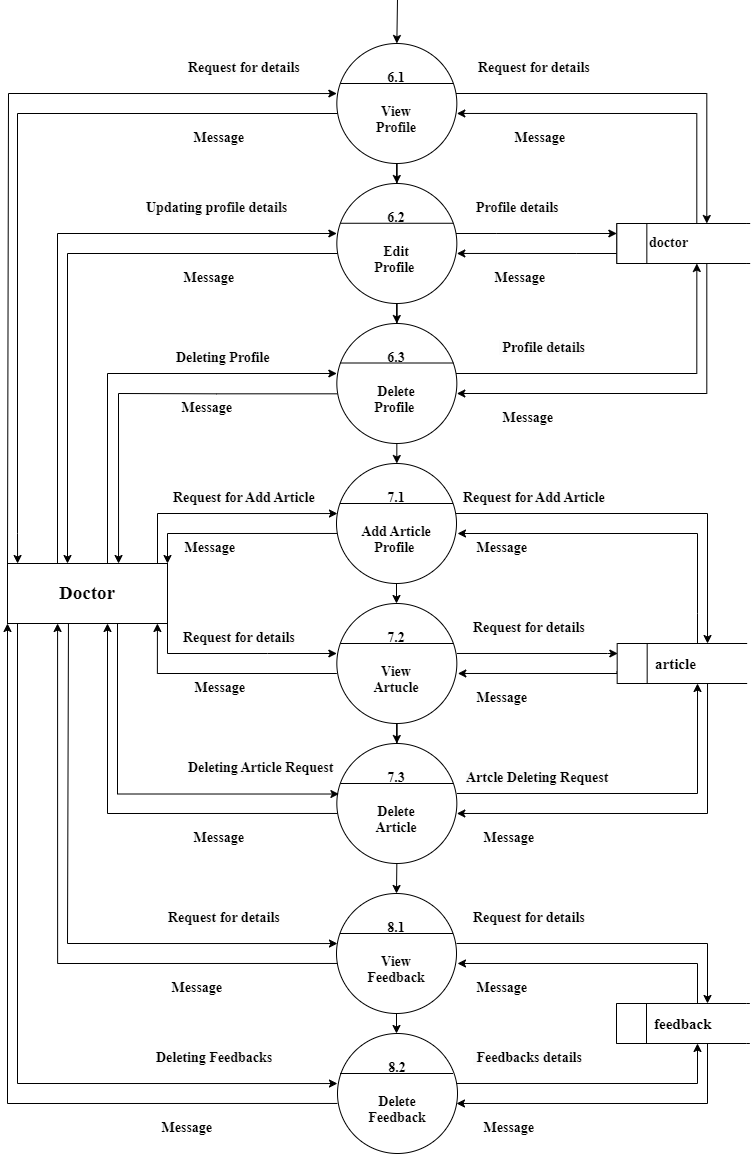 Request for details
6.1
Request for details
View
Profile
Message
Message
Updating profile details
6.2
Profile details
Edit
Profile
doctor
Message
Message
Deleting Profile
6.3
Profile details
Delete
Profile
Message
Message
Request for Add Article
7.1
Request for Add Article
Add Article
Profile
Message
Message
Doctor
Request for details
7.2
Request for details
View
Artucle
article
Message
Message
Deleting Article Request
7.3
Artcle Deleting Request
Delete
Article
Message
Message
Request for details
8.1
Request for details
View
Feedback
Message
Message
feedback
Deleting Feedbacks
8.2
Feedbacks details
Delete
Feedback
Message
Message